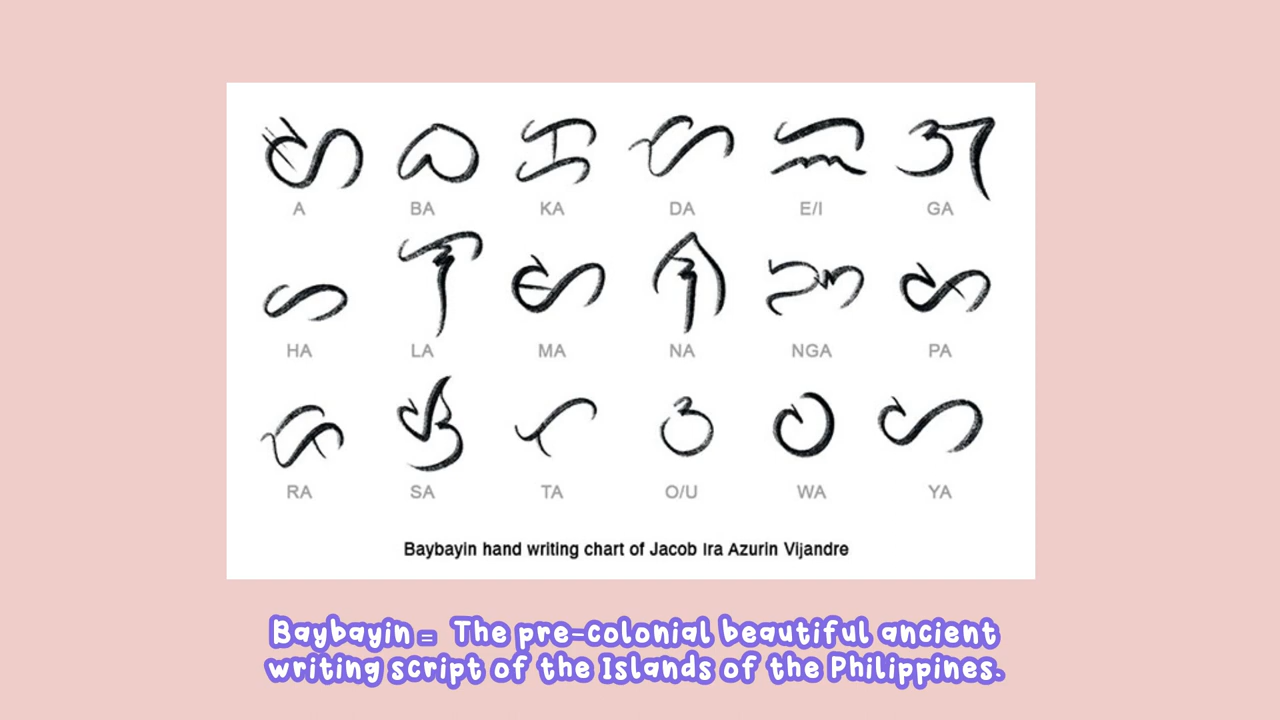 ᜀ ᜊ ᜃ ᜇ ᜁ ᜄ
A BA KA DA E/I GA
ᜑ ᜎ ᜋ ᜈ ᜅ ᜉ
HA LA MA NA NGA PA
ᜍ ᜐ ᜆ ᜂ ᜏ ᜌ
RA SA TA O/U WA YA
Baybayin hand writing chart of Jacob Ira Azurin Vijandre
Baybayin = The pre-colonial beautiful ancient
writing script of the Islands of the Philippines.